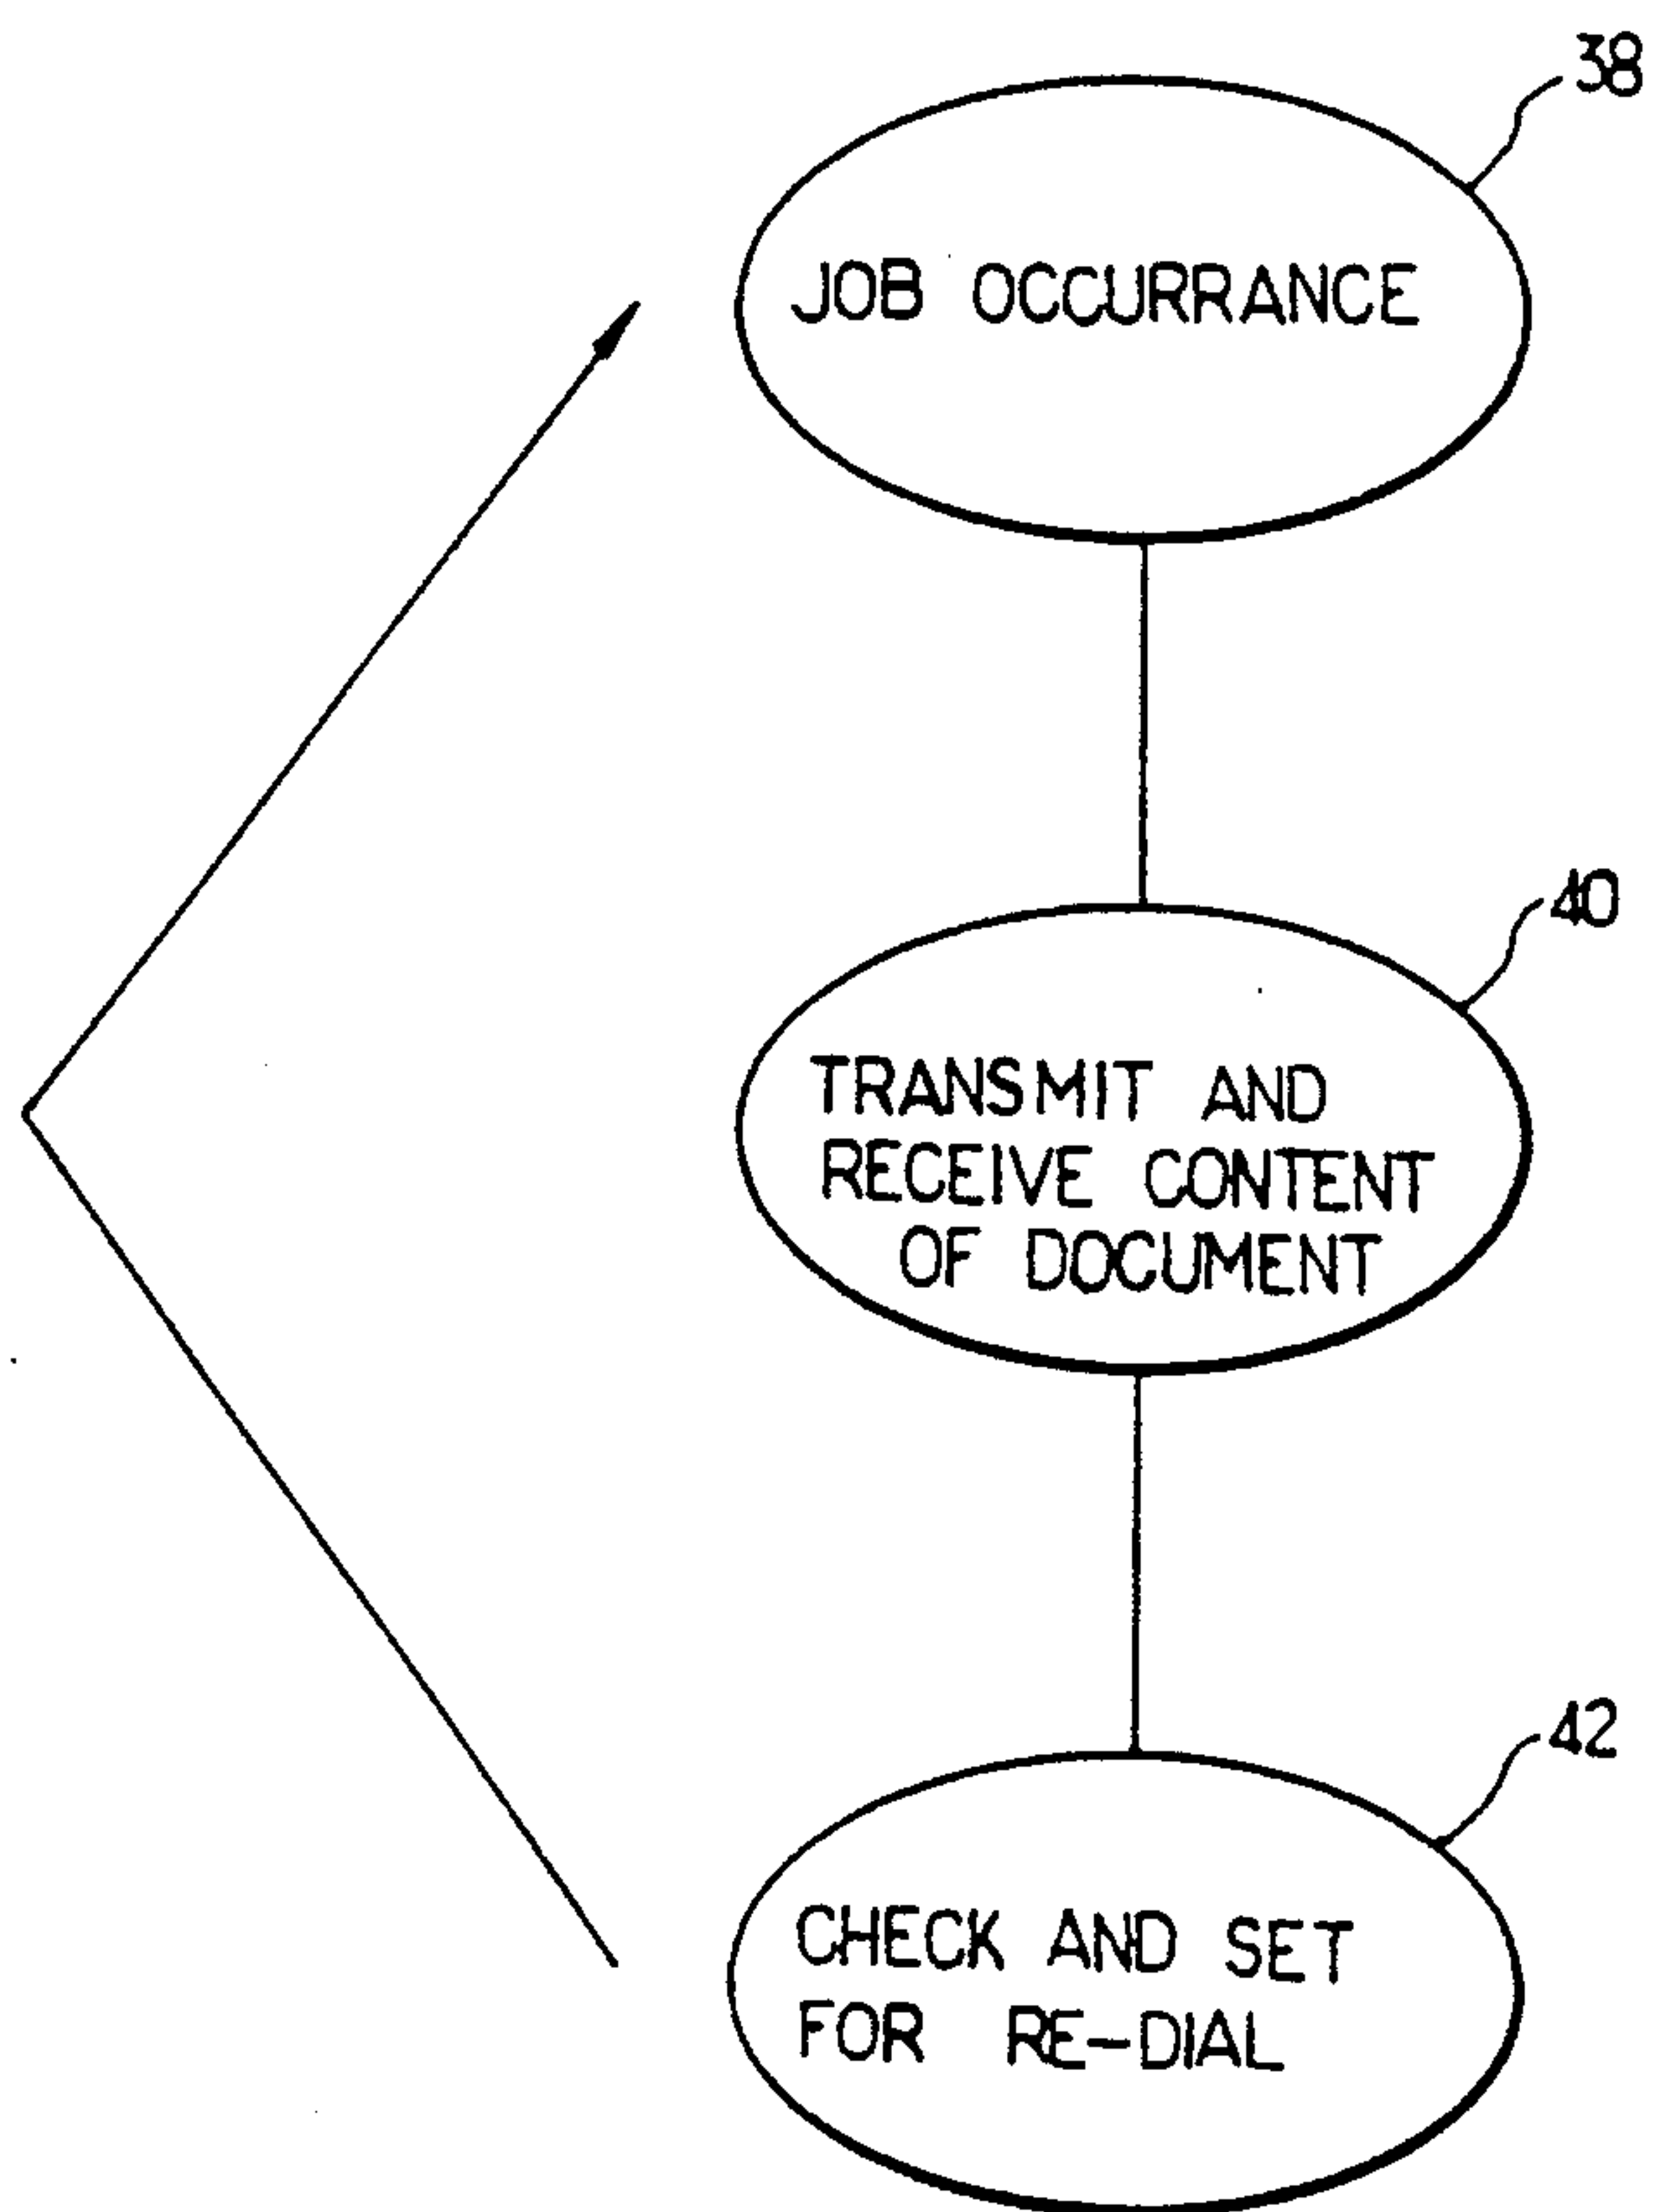 38
JOB OCCURRANCE
40
TRANSMIT AND
RECEIVE CONTENT
OF DOCUMENT
42
CHECK AND SET
FOR RE-DIAL